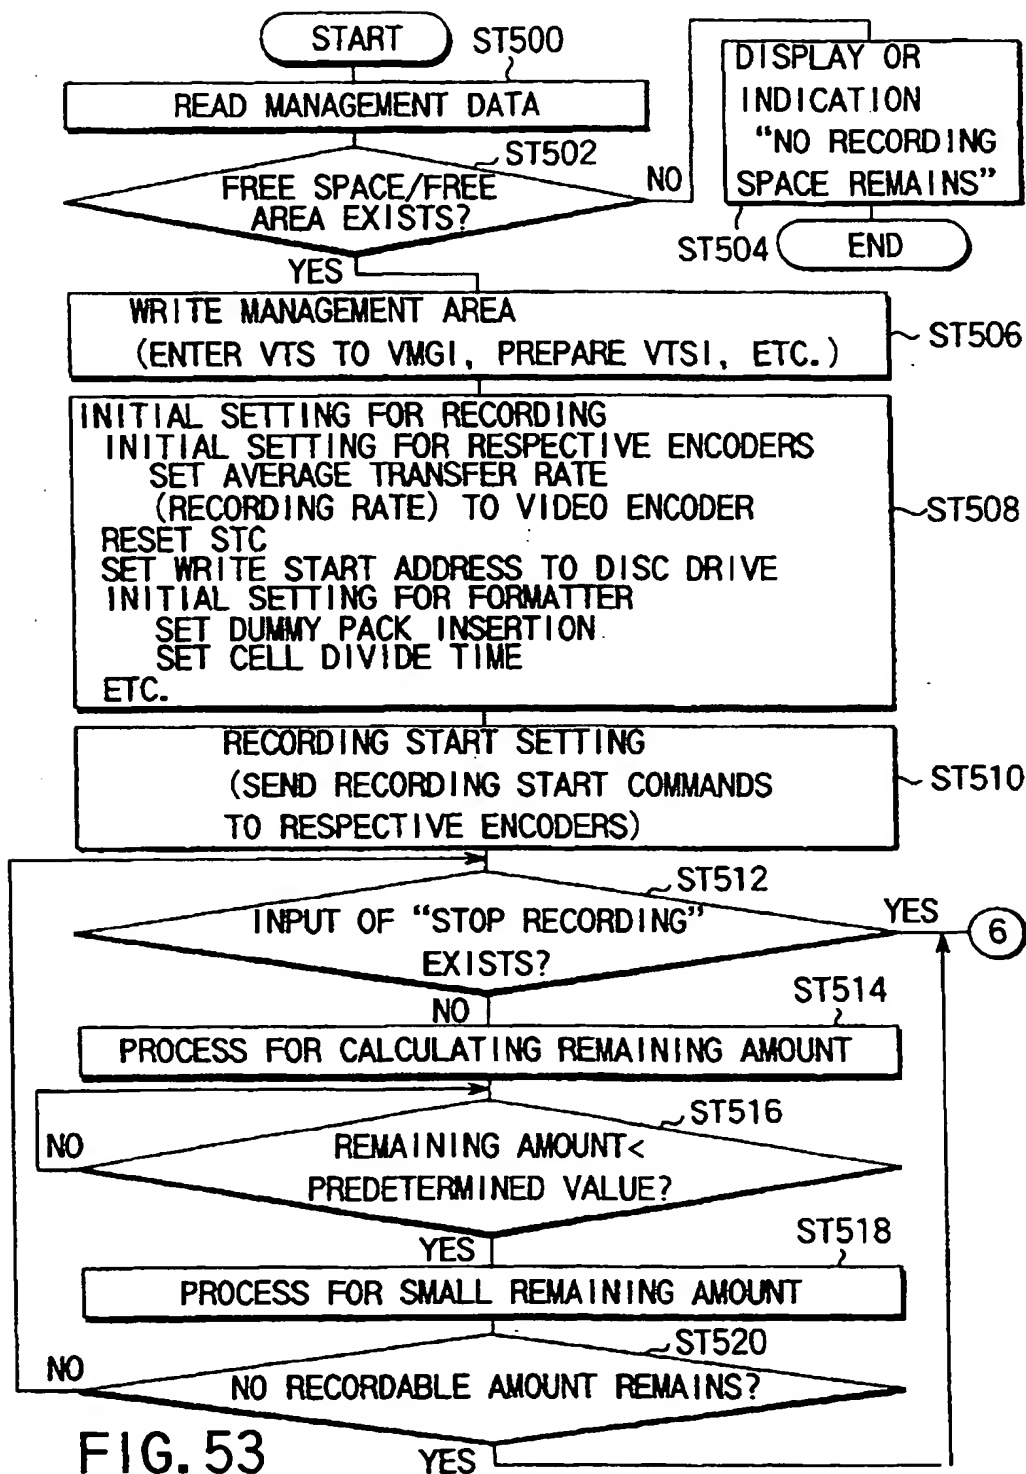 START
ST500
READ MANAGEMENT DATA
ST502
FREE SPACE/FREE
AREA EXISTS?
NO
DISPLAY OR
INDICATION
"NO RECORDING
SPACE REMAINS"
ST504
END
YES
WRITE MANAGEMENT AREA
(ENTER VTS TO VMGI, PREPARE VTSI, ETC.)
ST506
INITIAL SETTING FOR RECORDING
INITIAL SETTING FOR RESPECTIVE ENCODERS
SET AVERAGE TRANSFER RATE
(RECORDING RATE) TO VIDEO ENCODER
RESET STC
SET WRITE START ADDRESS TO DISC DRIVE
INITIAL SETTING FOR FORMATTER
SET DUMMY PACK INSERTION
SET CELL DIVIDE TIME
ETC.
ST508
RECORDING START SETTING
(SEND RECORDING START COMMANDS
TO RESPECTIVE ENCODERS)
ST510
ST512
INPUT OF "STOP RECORDING"
EXISTS?
YES
6
NO
ST514
PROCESS FOR CALCULATING REMAINING AMOUNT
ST516
NO
REMAINING AMOUNT<
PREDETERMINED VALUE?
YES
ST518
PROCESS FOR SMALL REMAINING AMOUNT
ST520
NO
NO RECORDABLE AMOUNT REMAINS?
YES
FIG. 53